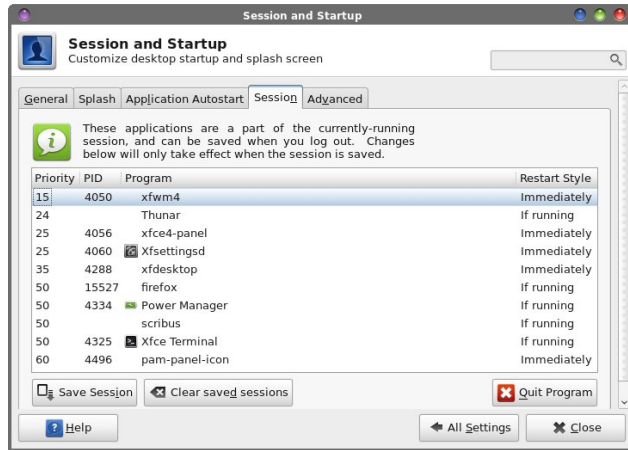 Session and Startup
Session and Startup
Customize desktop startup and splash screen
General Splash Application Autostart Session Advanced
These applications are a part of the currently-running
session, and can be saved when you log out. Changes
below will only take effect when the session is saved.
Priority PID Program Restart Style
15 4050 xfwm4 Immediately
24 Thunar If running
25 4056 xfce4-panel Immediately
25 4060 Xfsettingsd Immediately
35 4288 xfdesktop Immediately
50 15527 firefox If running
50 4334 Power Manager If running
50 scribus If running
50 4325 Xfce Terminal If running
60 4496 pam-panel-icon Immediately
Save Session Clear saved sessions Quit Program
Help All Settings Close